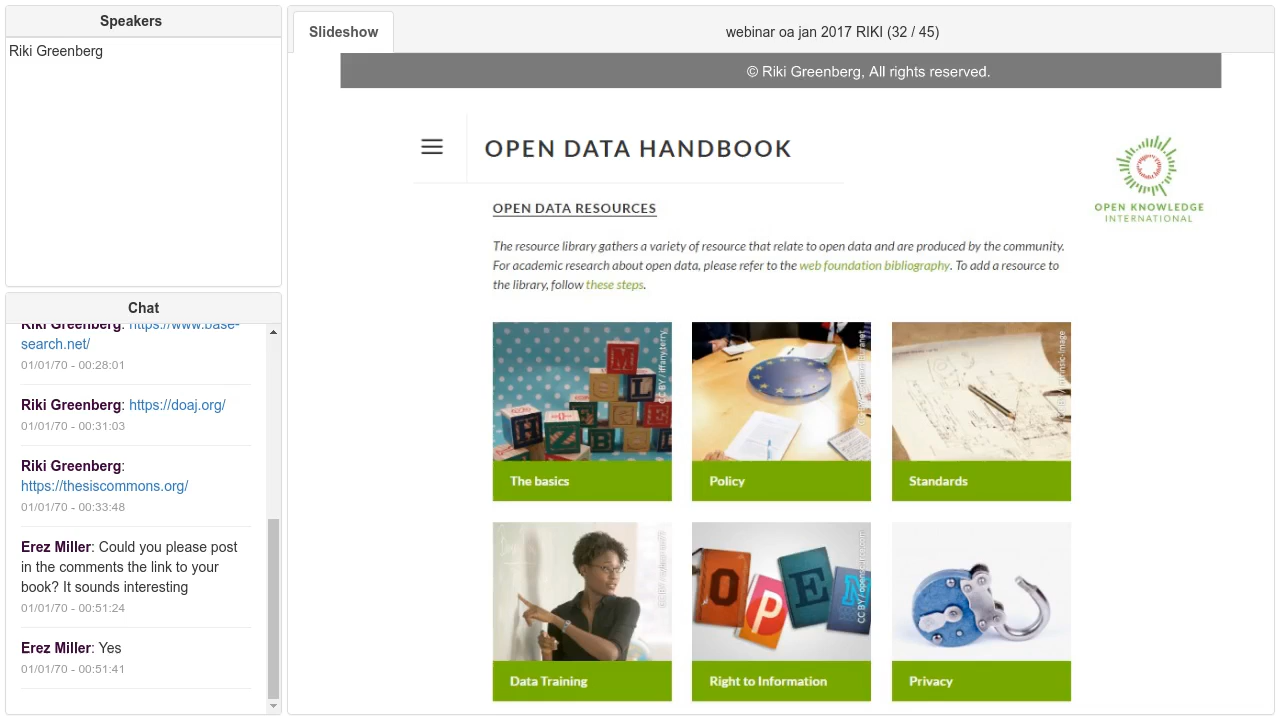 Speakers
Riki Greenberg
Chat
Riki Greenberg: https://www.base-
search.net/
01/01/70 - 00:28:01
Riki Greenberg: https://doaj.org/
01/01/70 - 00:31:03
Riki Greenberg:
https://thesiscommons.org/
01/01/70 - 00:33:48
Erez Miller: Could you please post
in the comments the link to your
book? It sounds interesting
01/01/70 - 00:51:24
Erez Miller: Yes
01/01/70 - 00:51:41
Slideshow
webinar oa jan 2017 RIKI (32 / 45)
© Riki Greenberg, All rights reserved.
OPEN DATA HANDBOOK
OPEN KNOWLEDGE
INTERNATIONAL
OPEN DATA RESOURCES
The resource library gathers a variety of resource that relate to open data and are produced by the community.
For academic research about open data, please refer to the web foundation bibliography. To add a resource to
the library, follow these steps.
The basics
Policy
Standards
OPEN
Data Training
Right to Information
Privacy